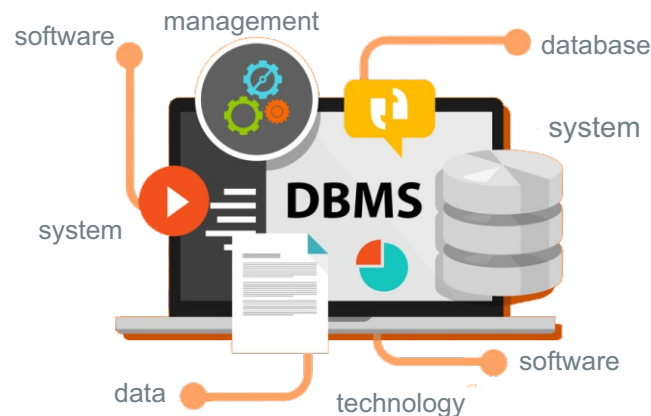 management
software
database
system
DBMS
system
software
data
technology